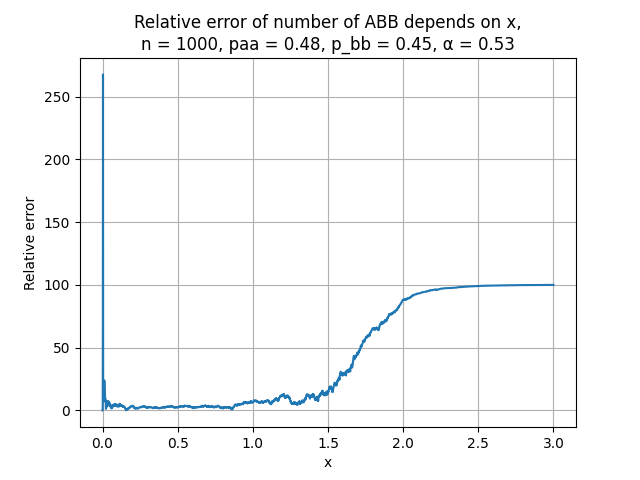 Relative error of number of ABB depends on x,
n = 1000, paa = 0.48, p_bb = 0.45, α = 0.53
Relative error
250
200
150
100
50
0
0.0 0.5 1.0 1.5 2.0 2.5 3.0
x